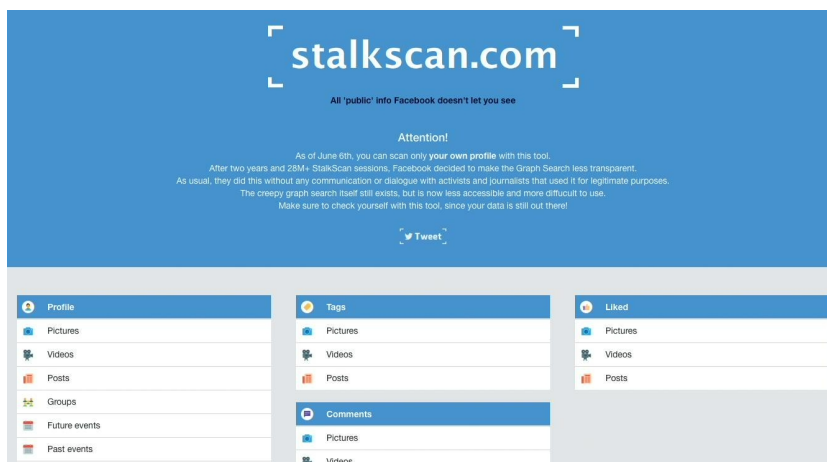 stalkscan.com
All 'public' info Facebook doesn't let you see
Attention!
As of June 6th, you can scan only your own profile with this tool.
After two years and 28M+ StalkScan sessions, Facebook decided to make the Graph Search less transparent.
As usual, they did this without any communication or dialogue with activists and journalists that used it for legitimate purposes.
The creepy graph search itself still exists, but is now less accessible and more diffucult to use.
Make sure to check yourself with this tool, since your data is still out there!
Tweet
Profile
Pictures
Videos
Posts
Groups
Future events
Past events
Tags
Pictures
Videos
Posts
Comments
Pictures
Videos
Liked
Pictures
Videos
Posts